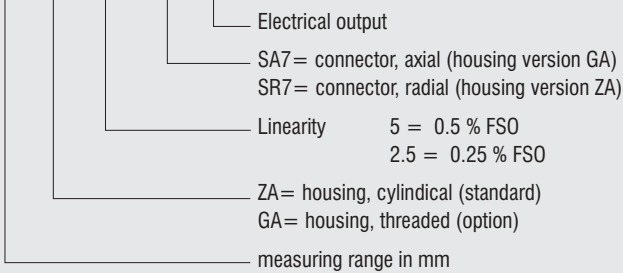 Electrical output
SA7= connector, axial (housing version GA)
SR7= connector, radial (housing version ZA)
Linearity 5 = 0.5 % FSO
2.5 = 0.25 % FSO
ZA= housing, cylindical (standard)
GA= housing, threaded (option)
measuring range in mm